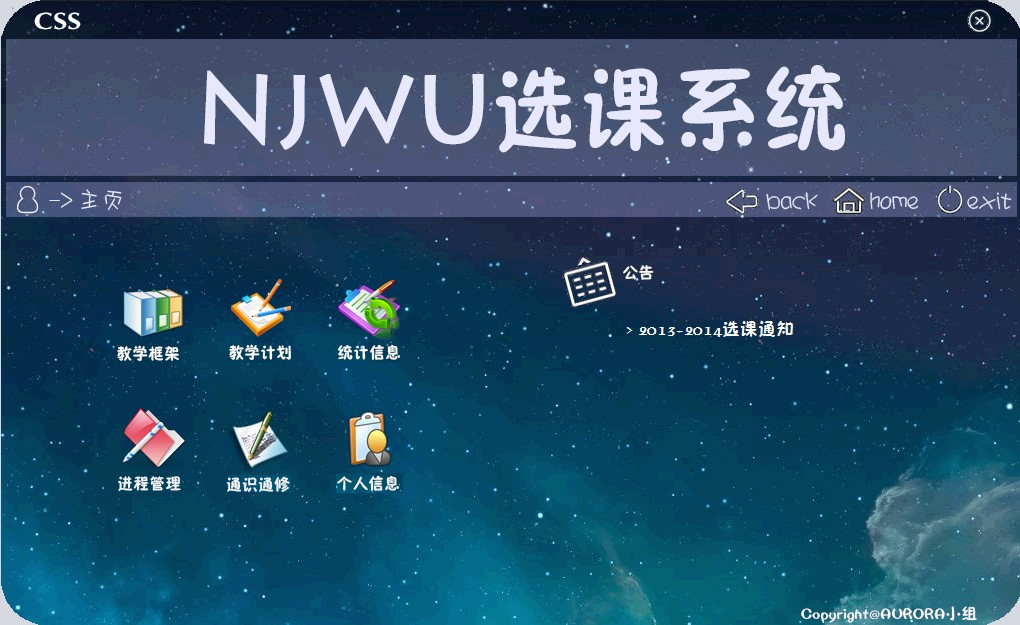 CSS
NJWU选课系统
-> 主页
back
home
exit
公告
> 2013-2014选课通知
教学框架
教学计划
统计信息
进程管理
通识通修
个人信息
Copyright@AURORA小组